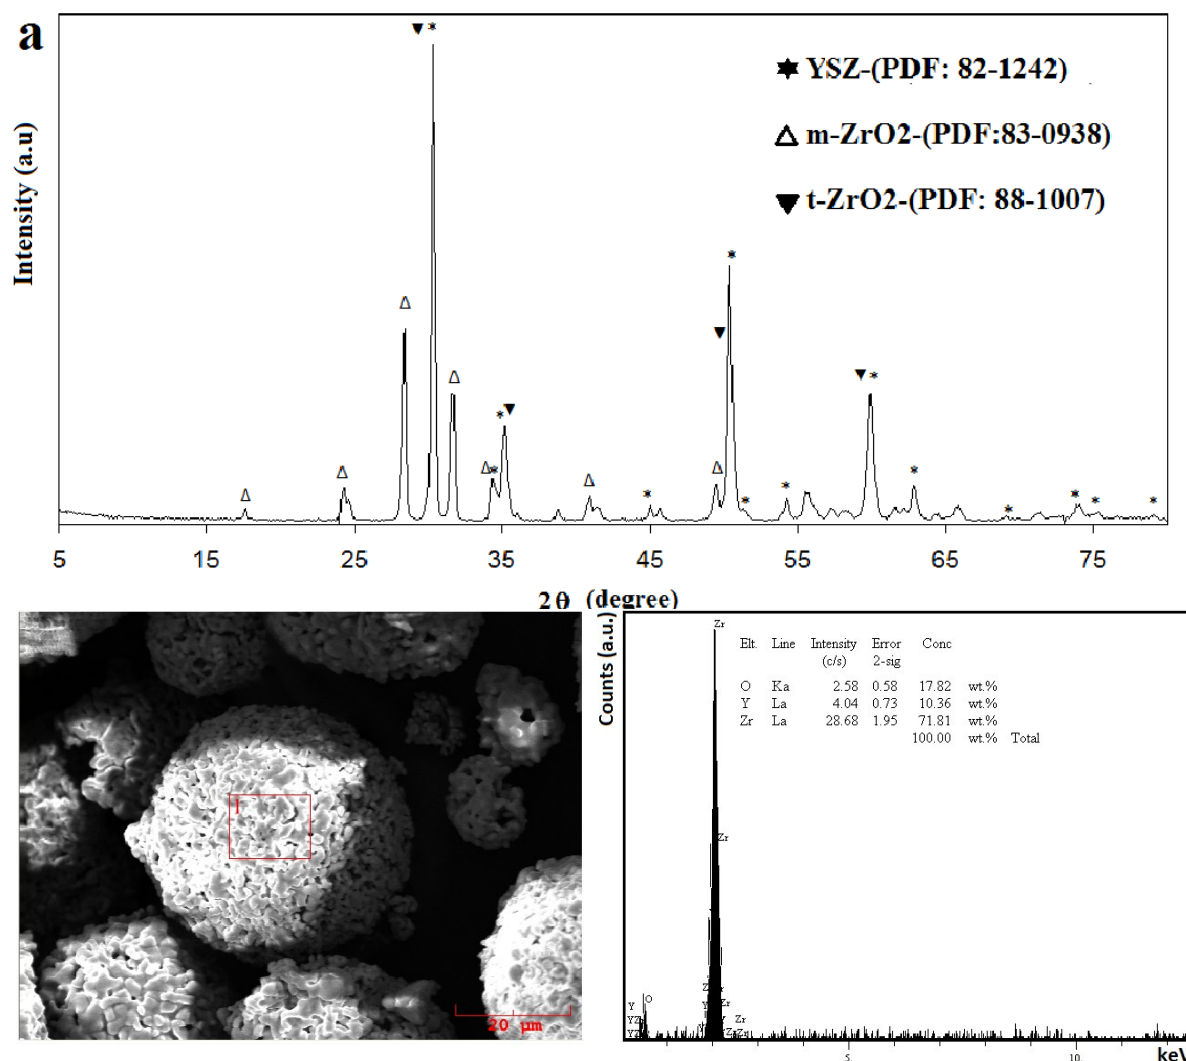 a
YSZ-(PDF: 82-1242)
m-ZrO2-(PDF:83-0938)
t-ZrO2-(PDF: 88-1007)
Intensity (a.u)
5 25 35 45 55 65 75
2θ (degree)
1
20 µm
Counts (a.u.)
Elt. Line Intensity Error Conc
(c/s) 2-sig
O Ka 2.58 0.58 17.82 wt.%
Y La 4.04 0.73 10.36 wt.%
Zr La 28.68 1.95 71.81 wt.%
100.00 wt.% Total
Zr
Zr
Y
O
Zr
Zr
5.
10.
keV